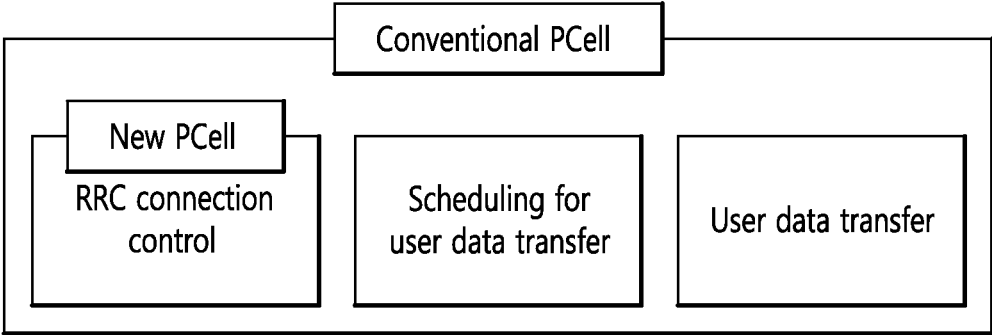 Conventional PCell
New PCell
RRC connection
control
Scheduling for
user data transfer
User data transfer